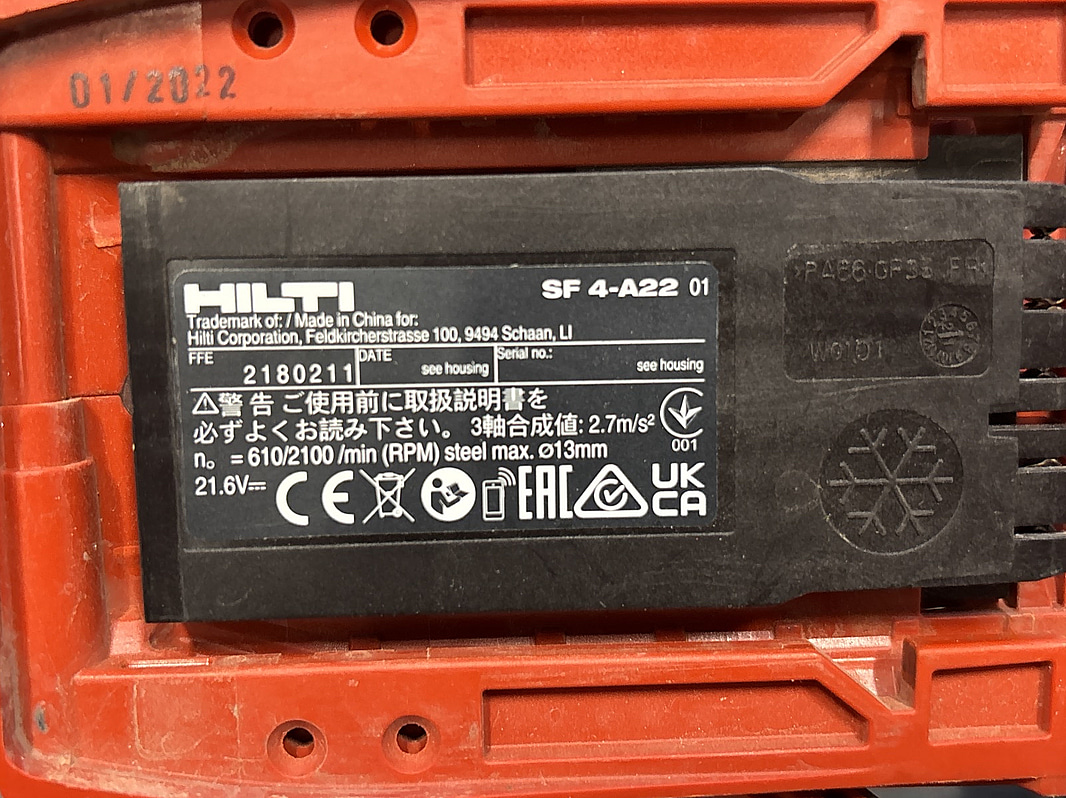 01/2022
HILTI
SF 4-A22 01
Trademark of: / Made in China for:
Hilti Corporation, Feldkircherstrasse 100, 9494 Schaan, LI
FFE 2180211
DATE see housing
Serial no.: see housing
⚠警告 ご使用前に取扱説明書を
必ずよくお読み下さい。 3軸合成値: 2.7m/s²
001
n₀ = 610/2100 /min (RPM) steel max. ø13mm
21.6V⎓ CE EAC UK
CA